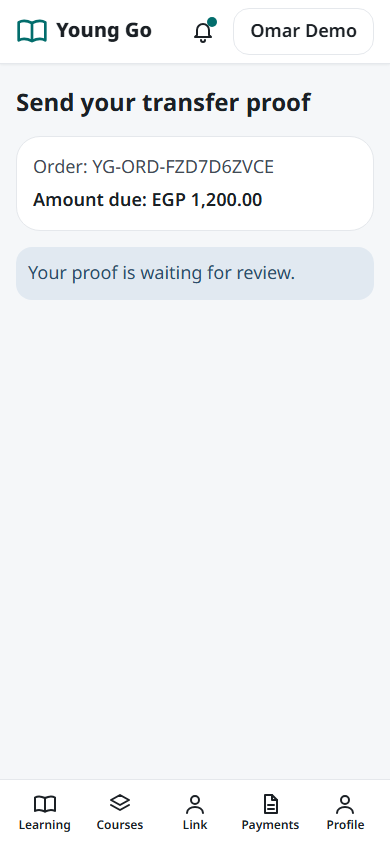 Young Go
Omar Demo
Send your transfer proof
Order: YG-ORD-FZD7D6ZVCE
Amount due: EGP 1,200.00
Your proof is waiting for review.
Learning
Courses
Link
Payments
Profile